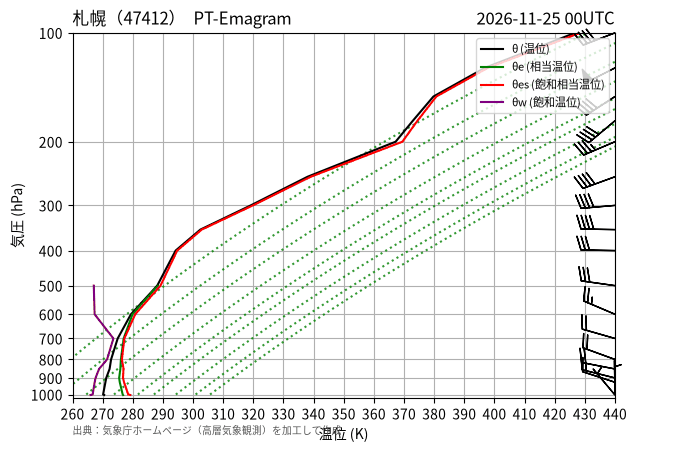 札幌（47412） PT-Emagram
2026-11-25 00UTC
100
200
300
400
500
600
700
800
900
1000
気圧 (hPa)
θ (温位)
θe (相当温位)
θes (飽和相当温位)
θw (飽和温位)
260 270 280 290 300 310 320 330 340 350 360 370 380 390 400 410 420 430 440
出典：気象庁ホームページ（高層気象観測）を加工して
温位 (K)